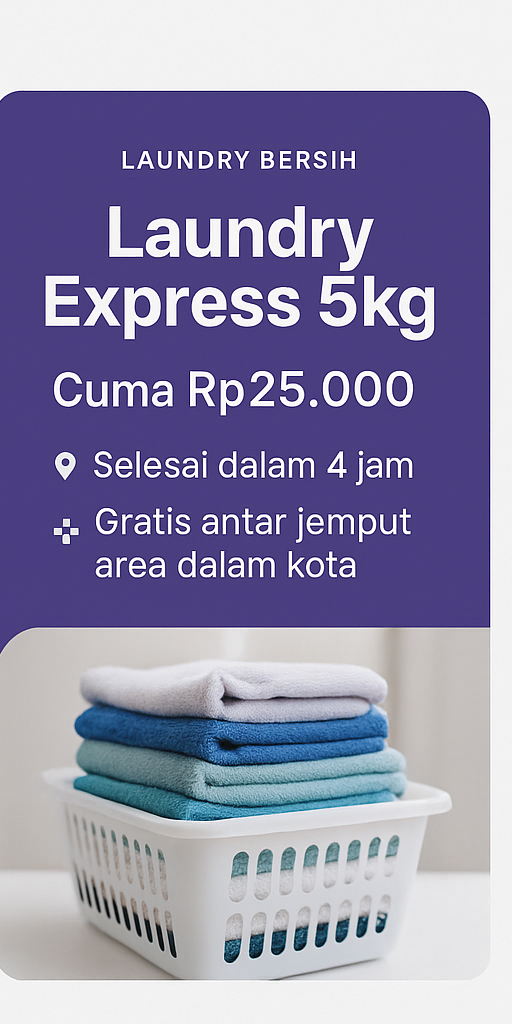 LAUNDRY BERSIH
Laundry
Express 5kg
Cuma Rp25.000
Selesai dalam 4 jam
Gratis antar jemput
area dalam kota